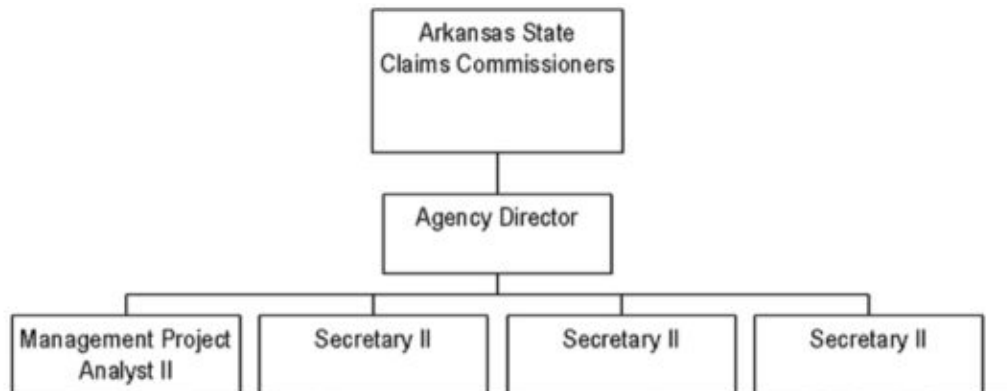 Arkansas State
Claims Commissioners
Agency Director
Management Project
Analyst II
Secretary II
Secretary II
Secretary II